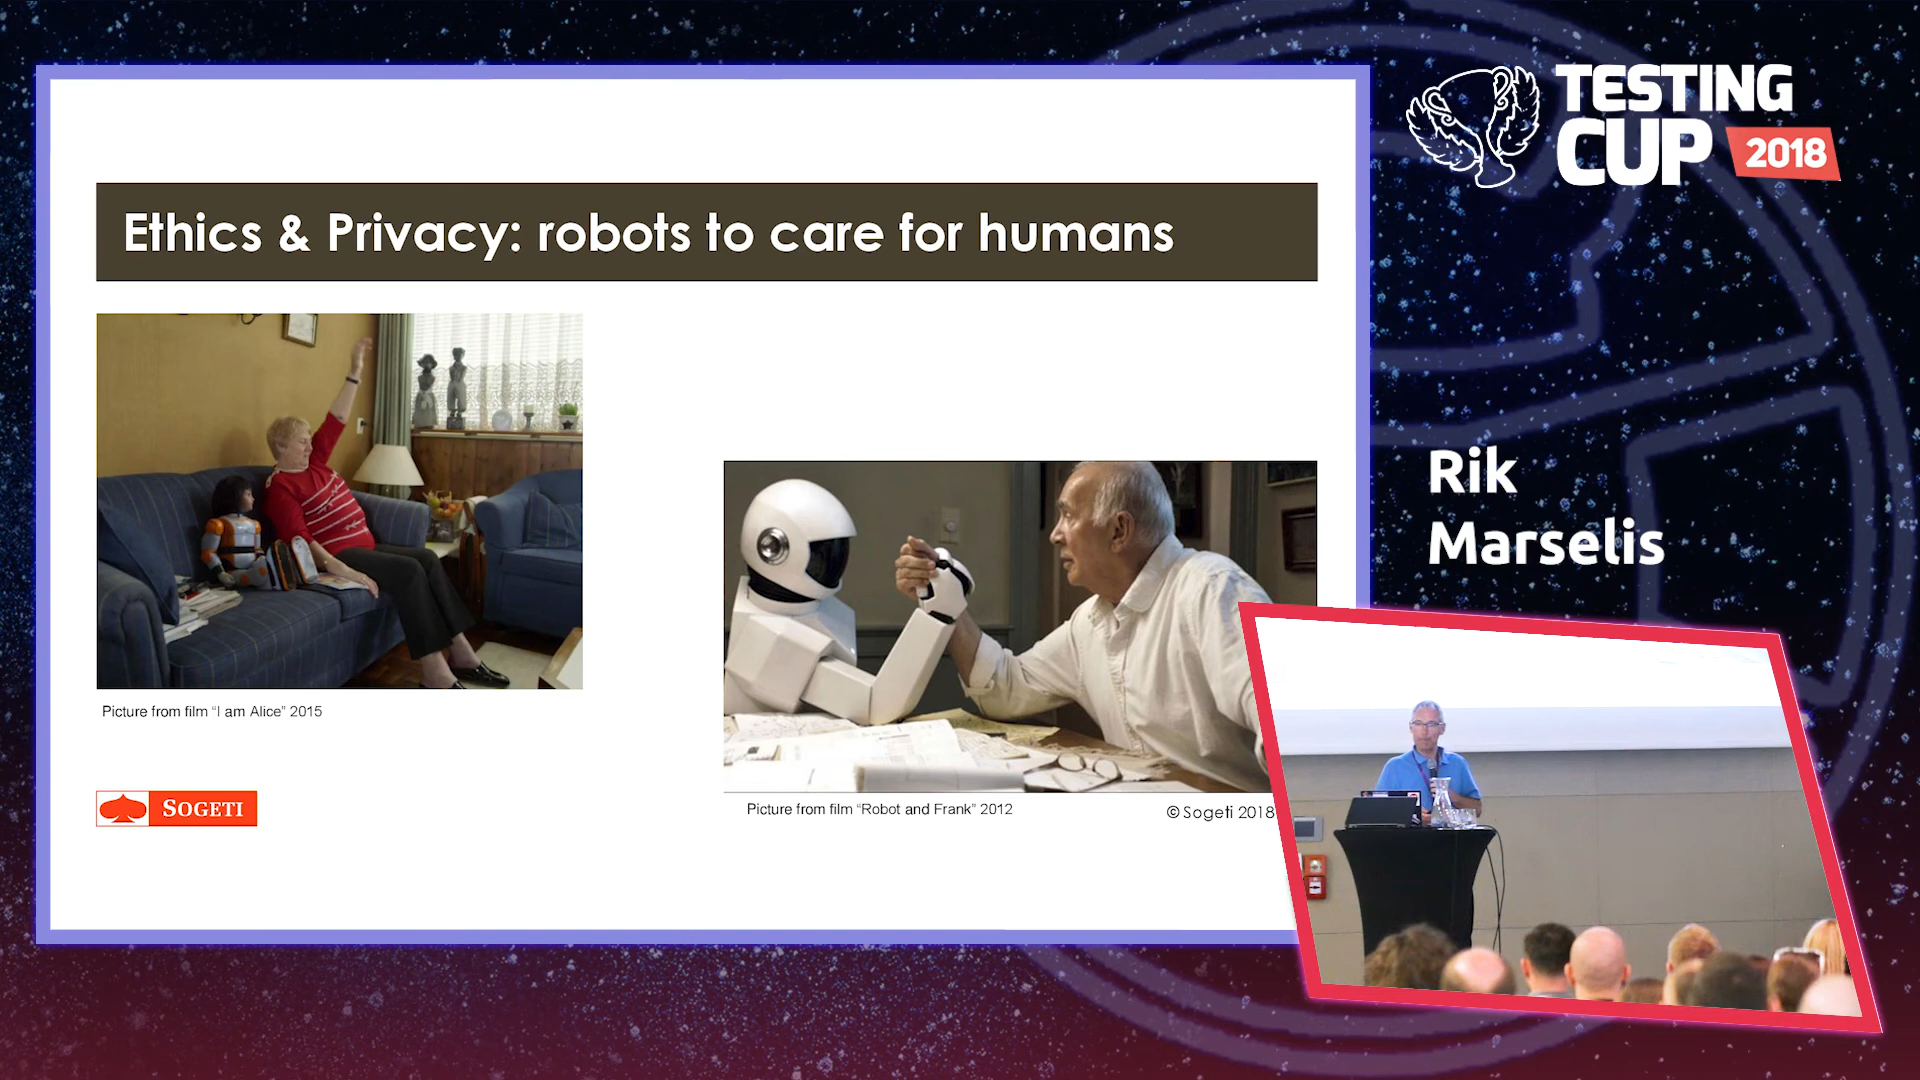 Ethics & Privacy: robots to care for humans
Picture from film “I am Alice” 2015
SOGETI
Picture from film “Robot and Frank” 2012
© Sogeti 2018
TESTING
CUP
2018
Rik
Marselis